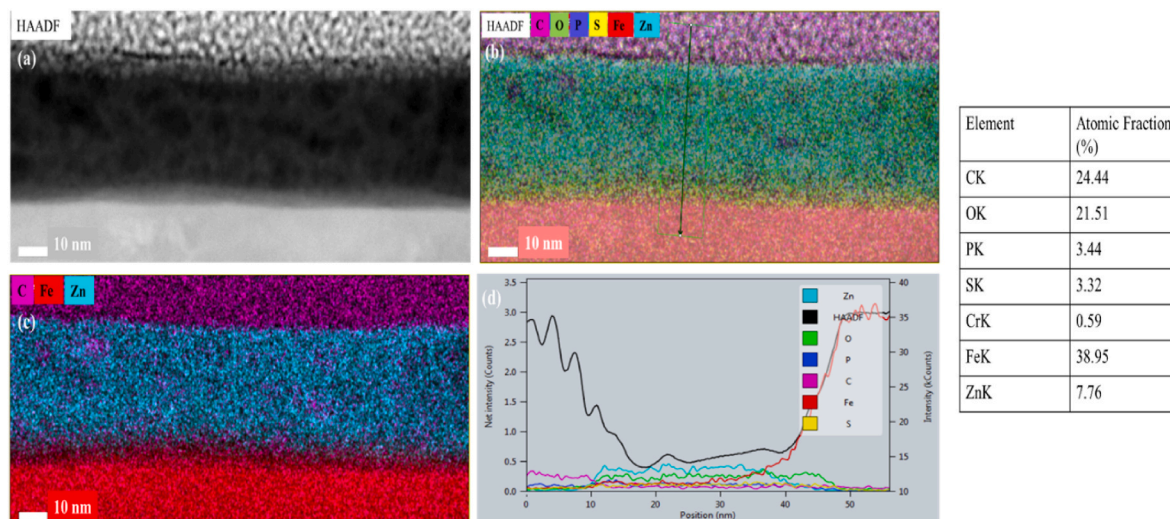 HAADF
(a)
10 nm
HAADF C O P S Fe Zn
(b)
10 nm
C Fe Zn
(c)
10 nm
(d)
3.5
3.0
2.5
2.0
1.5
1.0
0.5
0.0
Net intensity (Counts)
0 10 20 30 40 50
Position (nm)
40
35
30
25
20
15
10
Intensity (kCounts)
Zn
HAADF
O
P
C
Fe
S
Element Atomic Fraction
(%)
CK 24.44
OK 21.51
PK 3.44
SK 3.32
CrK 0.59
FeK 38.95
ZnK 7.76